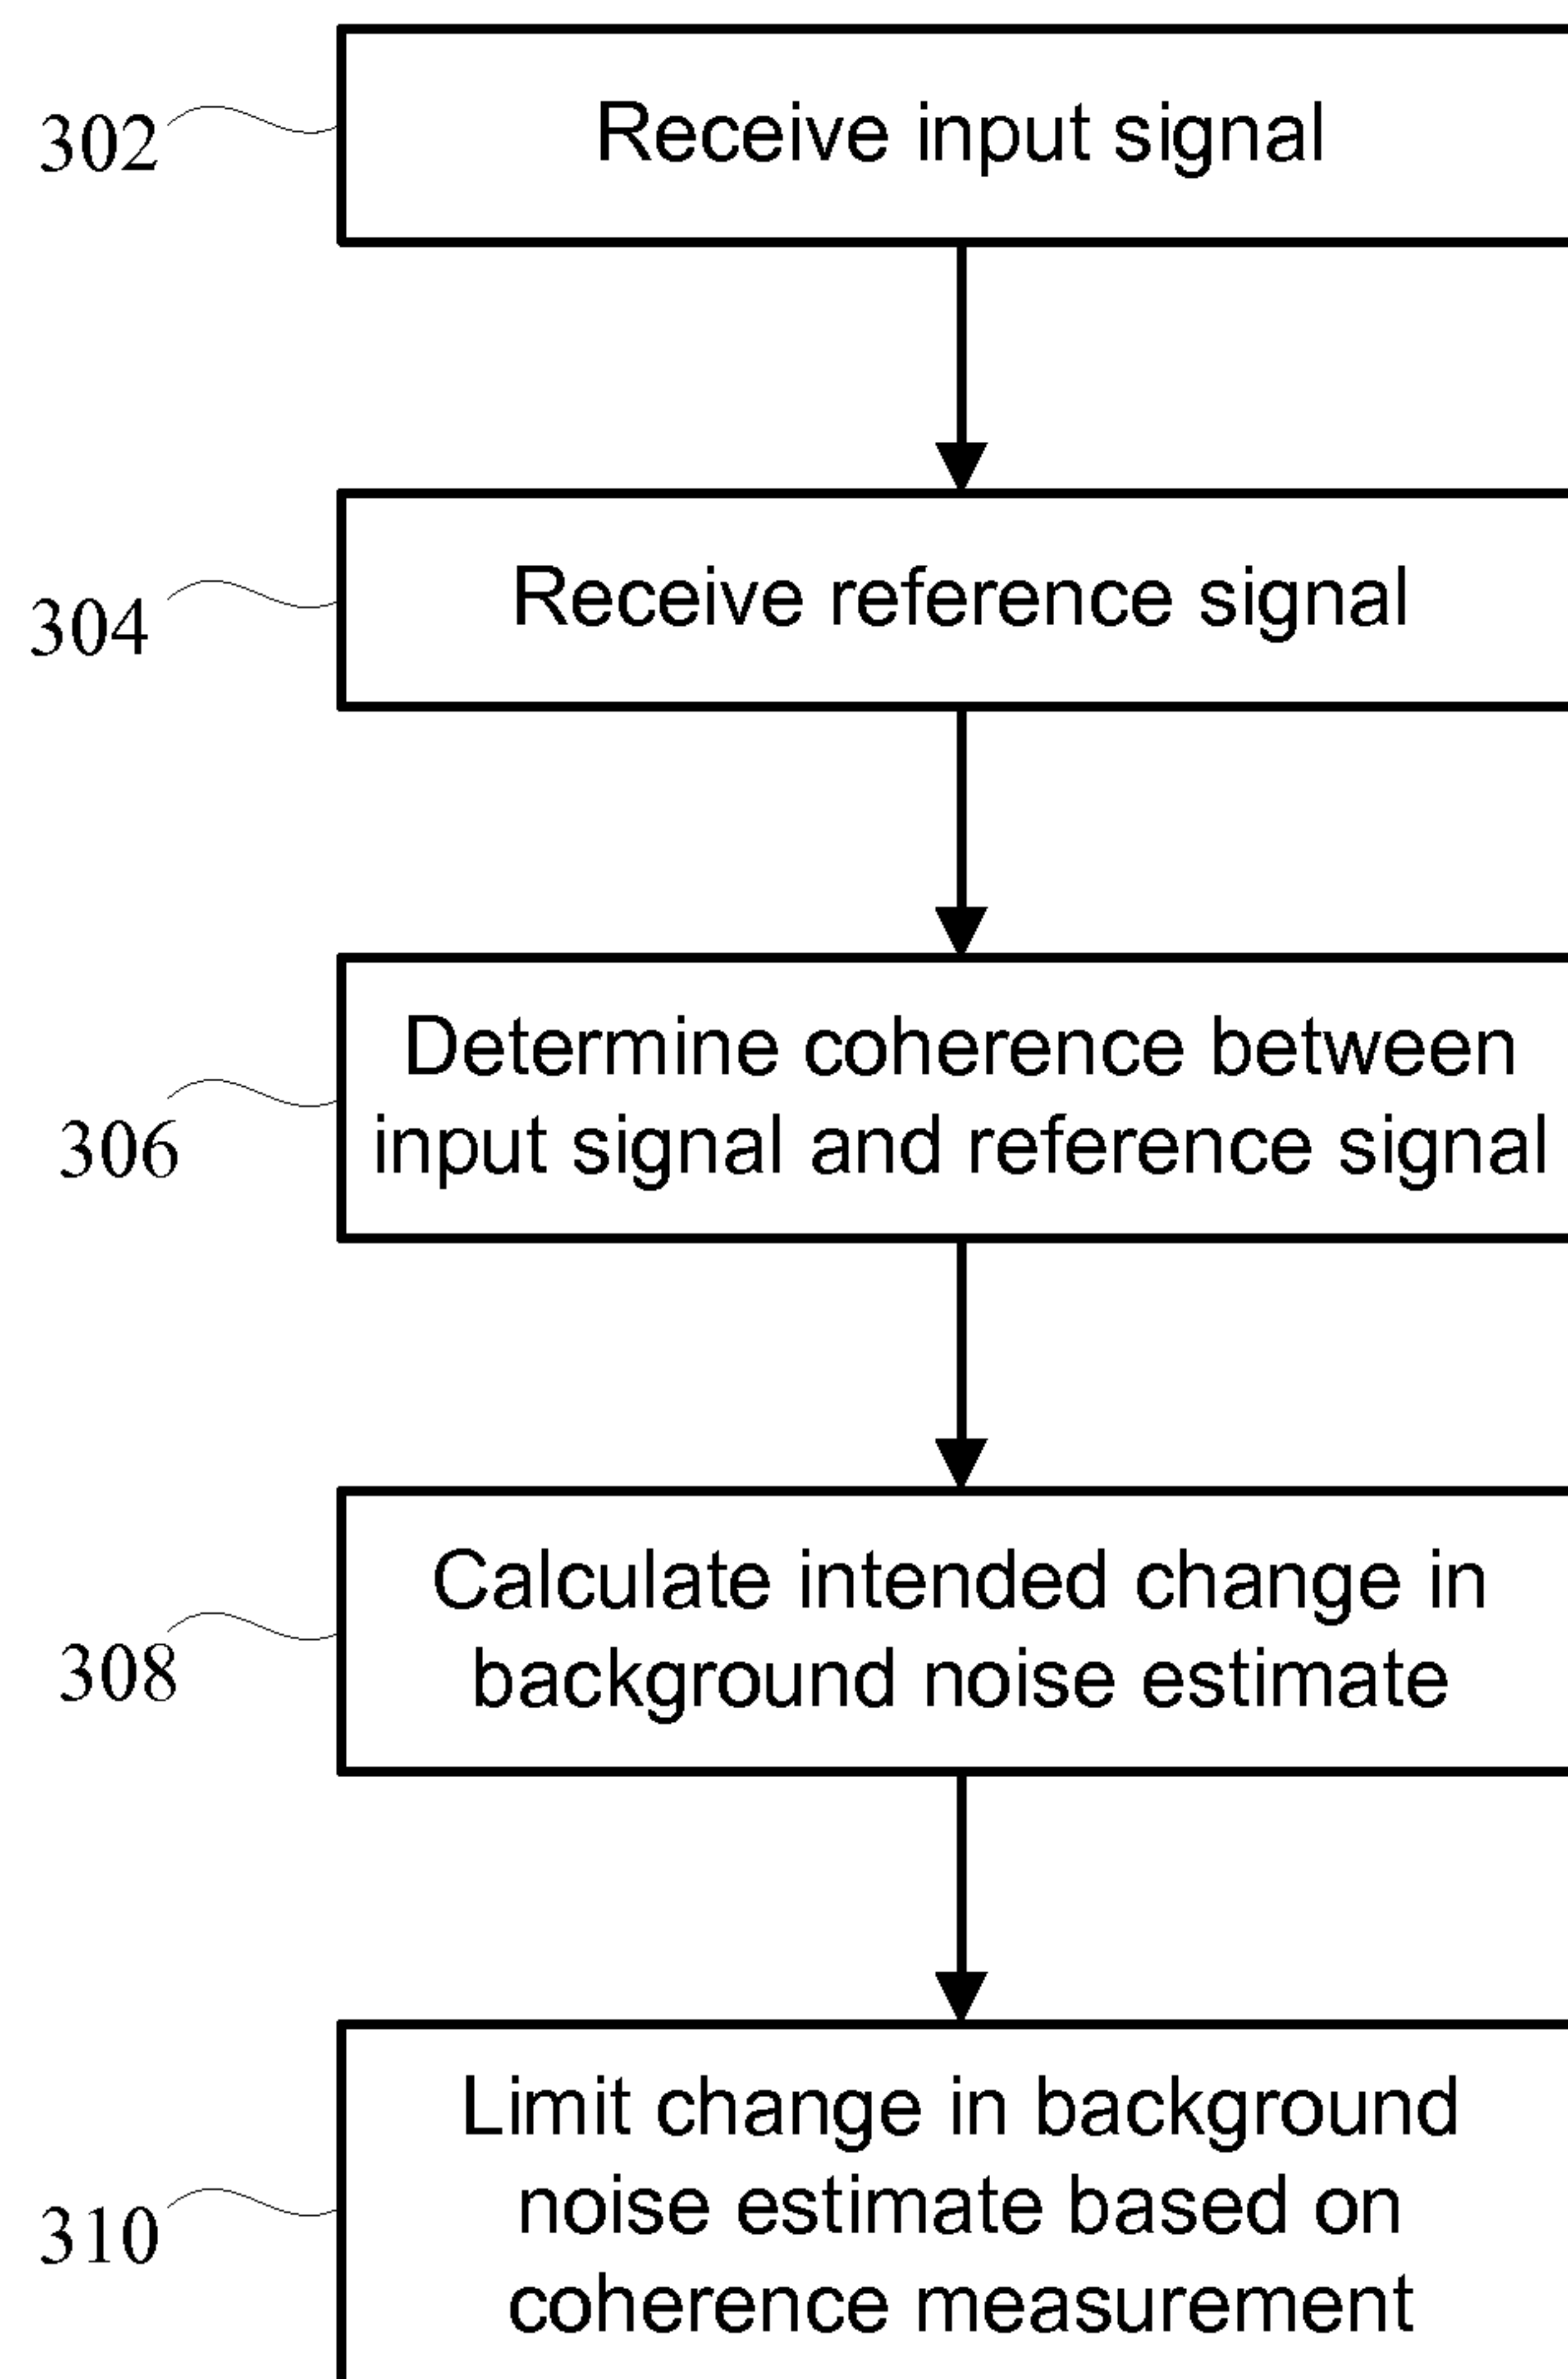 302
Receive input signal
304
Receive reference signal
306
Determine coherence between
input signal and reference signal
308
Calculate intended change in
background noise estimate
310
Limit change in background
noise estimate based on
coherence measurement